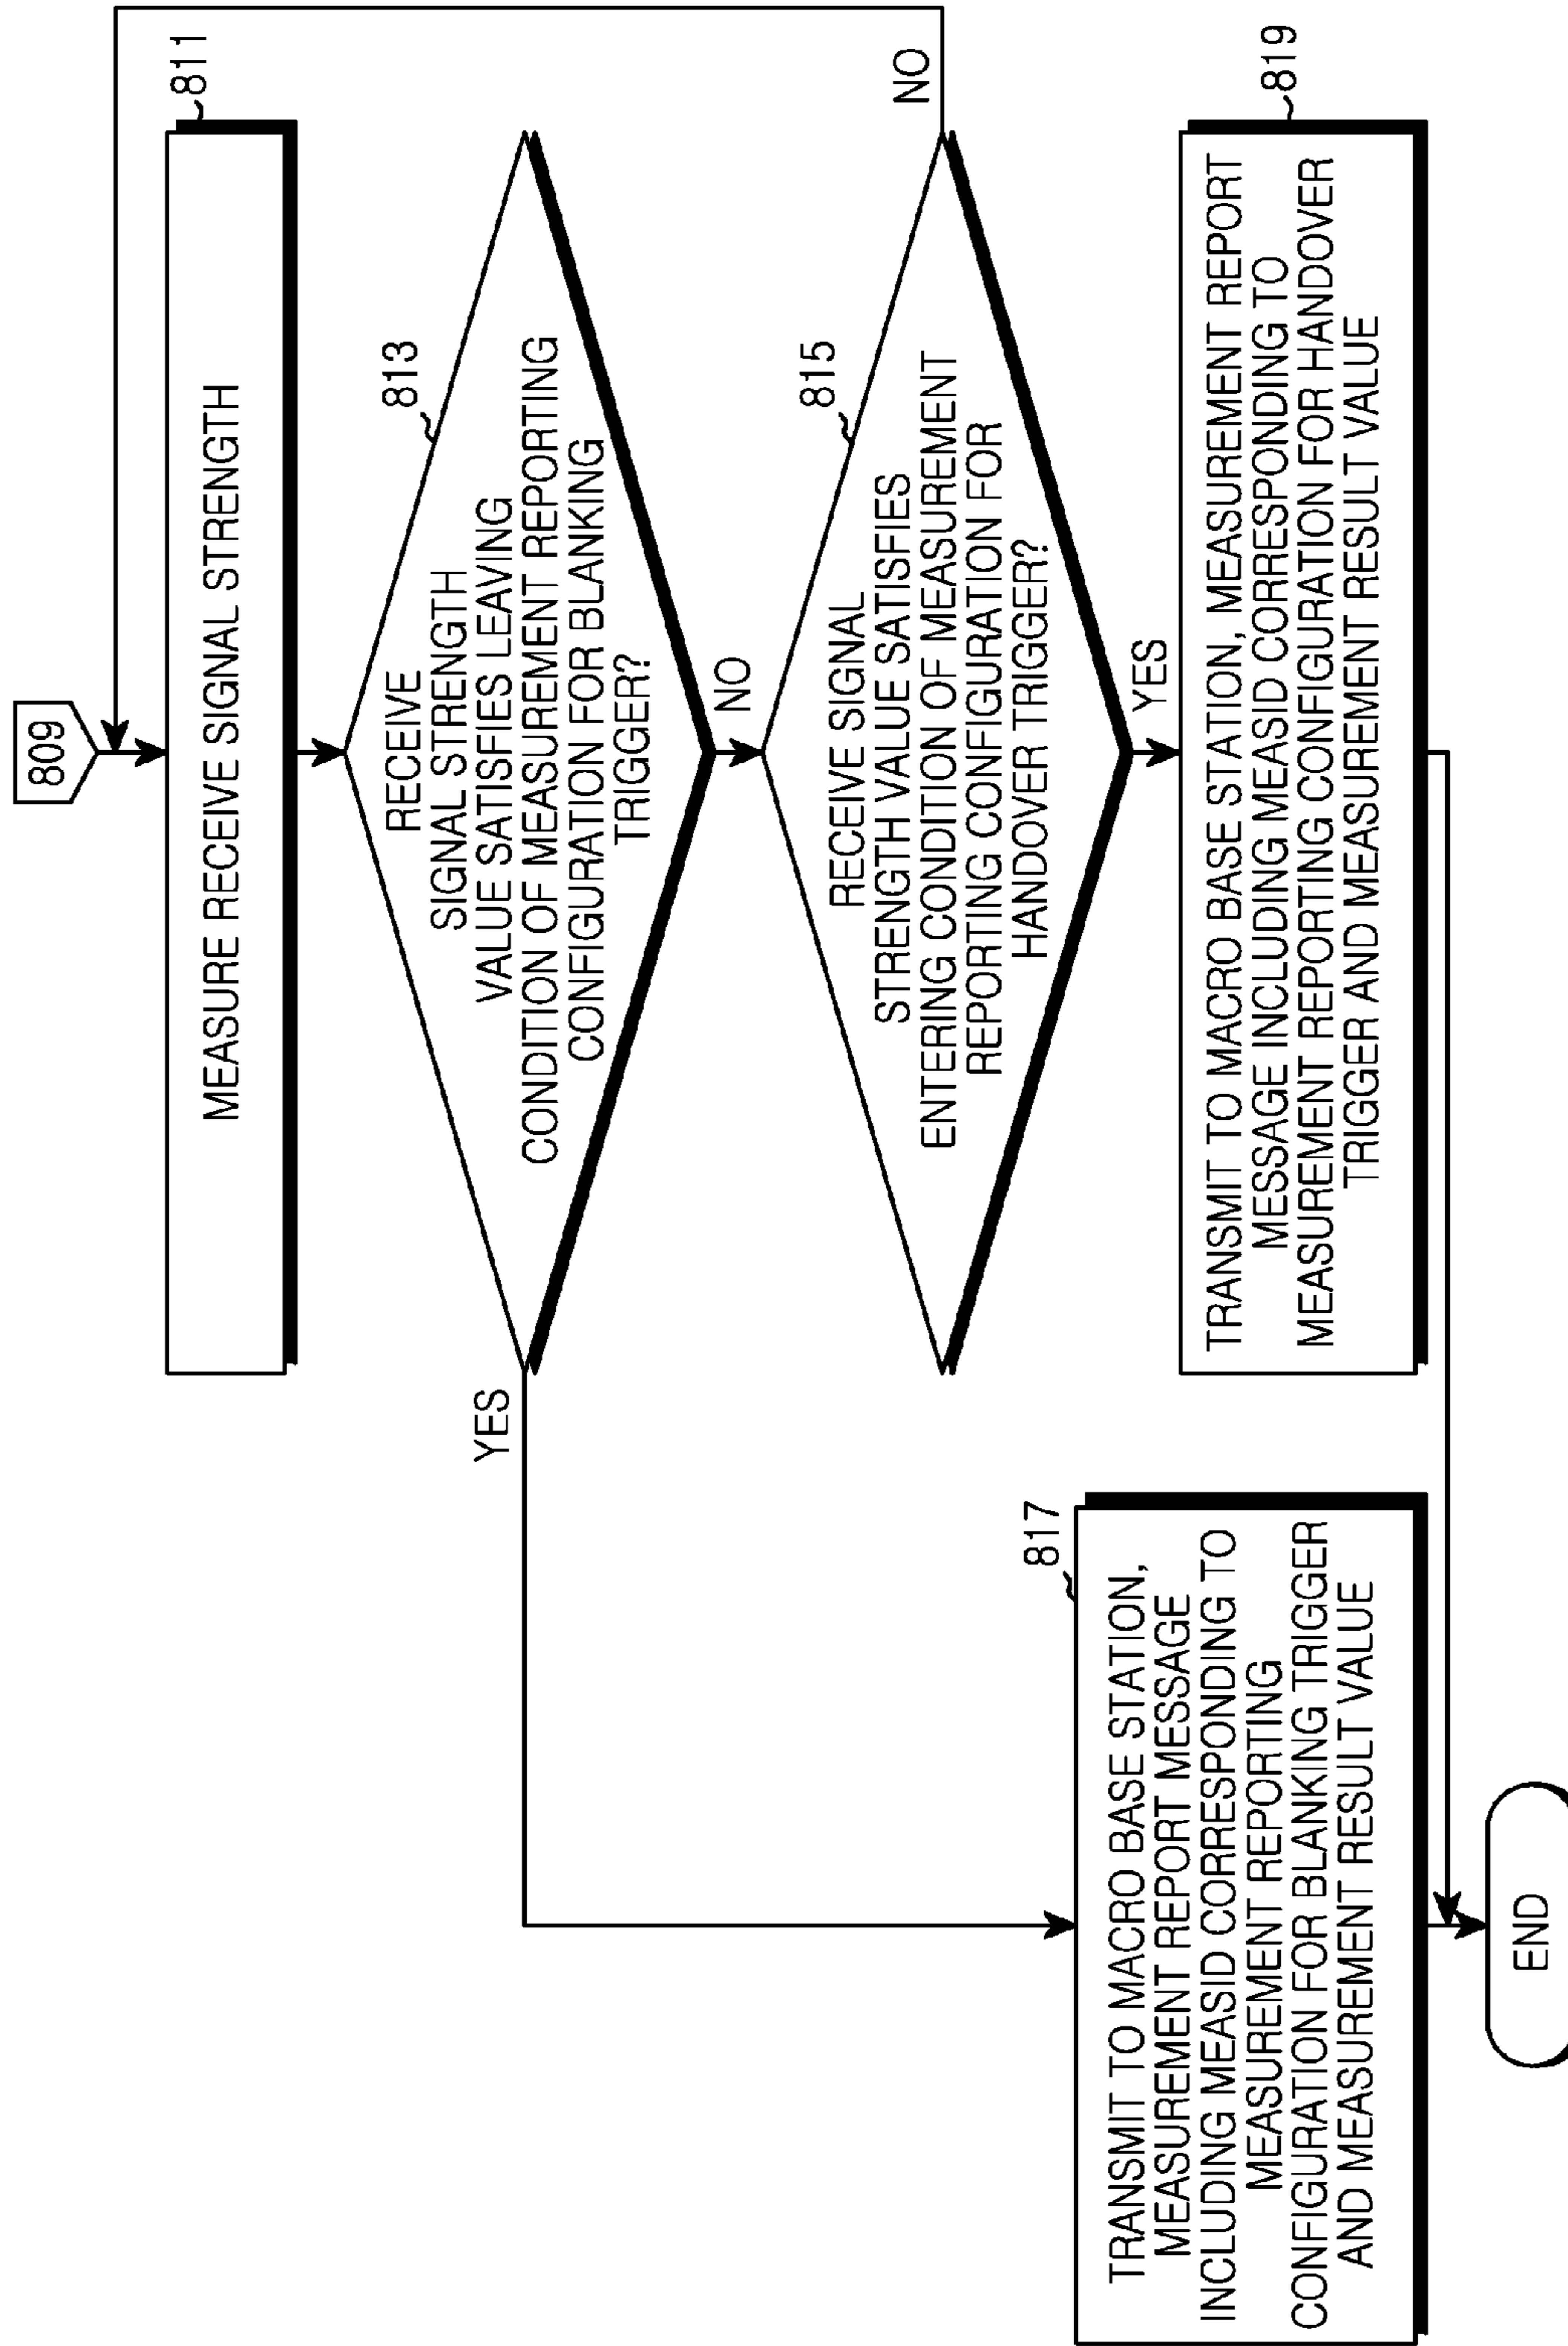 809
811
MEASURE RECEIVE SIGNAL STRENGTH
813
RECEIVE
SIGNAL STRENGTH
VALUE SATISFIES LEAVING
CONDITION OF MEASUREMENT REPORTING
CONFIGURATION FOR BLANKING
TRIGGER?
YES
NO
815
RECEIVE SIGNAL
STRENGTH VALUE SATISFIES
ENTERING CONDITION OF MEASUREMENT
REPORTING CONFIGURATION FOR
HANDOVER TRIGGER?
NO
YES
817
TRANSMIT TO MACRO BASE STATION,
MEASUREMENT REPORT MESSAGE
INCLUDING MEASID CORRESPONDING TO
MEASUREMENT REPORTING
CONFIGURATION FOR BLANKING TRIGGER
AND MEASUREMENT RESULT VALUE
819
TRANSMIT TO MACRO BASE STATION, MEASUREMENT REPORT
MESSAGE INCLUDING MEASID CORRESPONDING TO
MEASUREMENT REPORTING CONFIGURATION FOR HANDOVER
TRIGGER AND MEASUREMENT RESULT VALUE
END